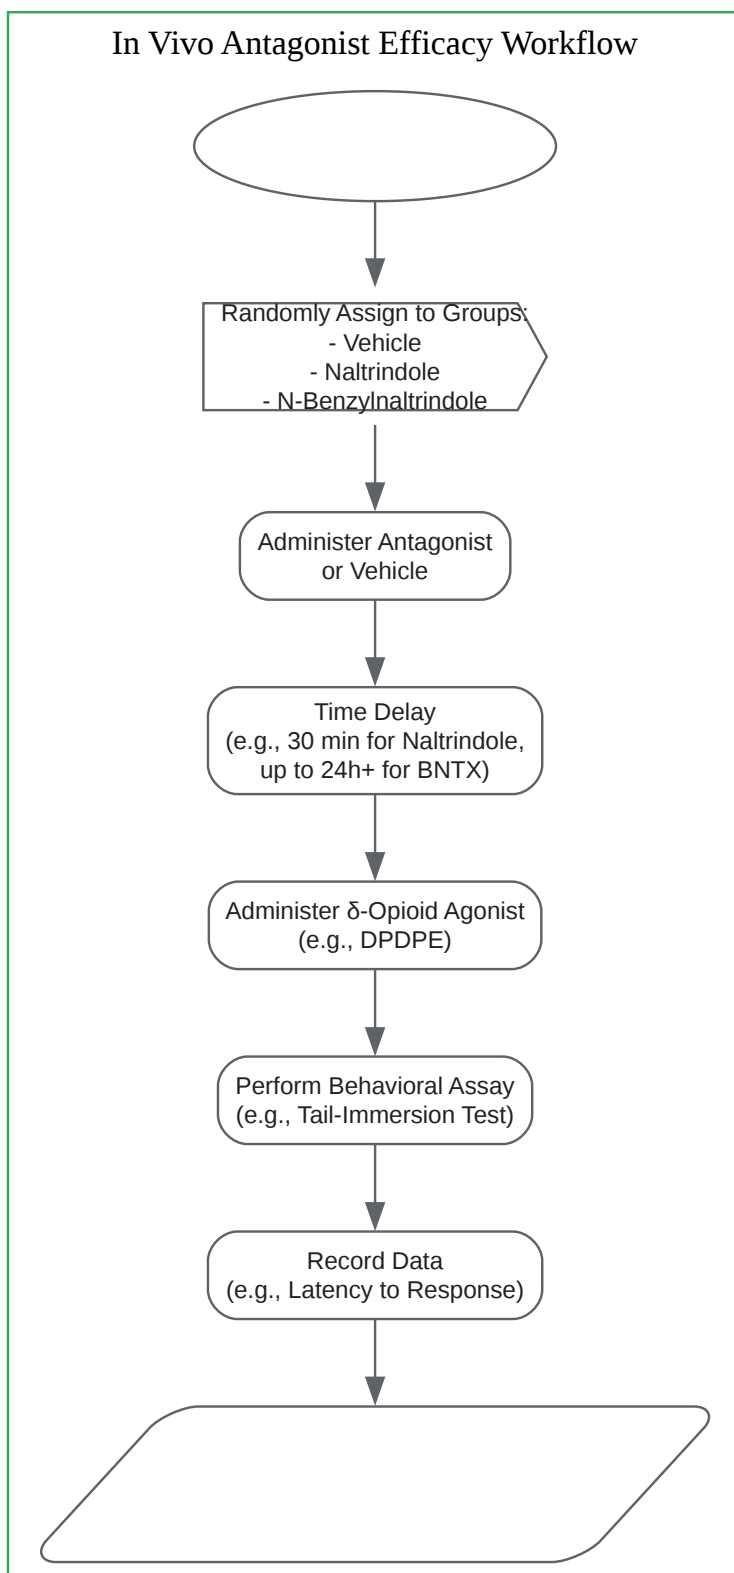 In Vivo Antagonist Efficacy Workflow
Randomly Assign to Groups:
- Vehicle
- Naltrindole
- N-Benzylnaltrindole
Administer Antagonist
or Vehicle
Time Delay
(e.g., 30 min for Naltrindole,
up to 24h+ for BNTX)
Administer δ-Opioid Agonist
(e.g., DPDPE)
Perform Behavioral Assay
(e.g., Tail-Immersion Test)
Record Data
(e.g., Latency to Response)